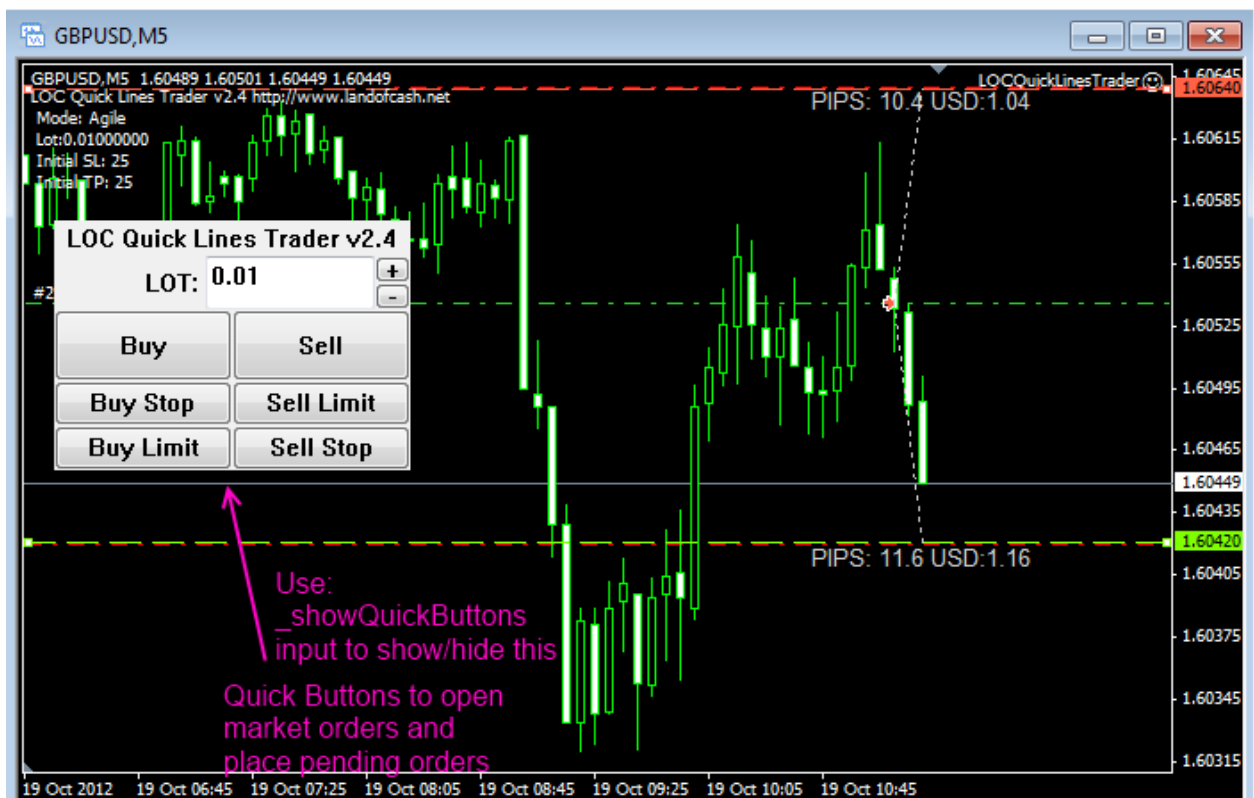 GBPUSD,M5
GBPUSD,M5 1.60489 1.60501 1.60449 1.60449
LOCQuickLinesTrader
LOC Quick Lines Trader v2.4 http://www.landofcash.net
PIPS: 10.4 USD:1.04
Mode: Agile
Lot:0.01000000
Initial SL: 25
Initial TP: 25
LOC Quick Lines Trader v2.4
LOT: 0.01
+
-
#2
Buy
Sell
Buy Stop
Sell Limit
Buy Limit
Sell Stop
PIPS: 11.6 USD:1.16
Use:
_showQuickButtons
input to show/hide this
Quick Buttons to open
market orders and
place pending orders
1.60645
1.60640
1.60615
1.60585
1.60555
1.60525
1.60495
1.60465
1.60449
1.60435
1.60420
1.60405
1.60375
1.60345
1.60315
19 Oct 2012 19 Oct 06:45 19 Oct 07:25 19 Oct 08:05 19 Oct 08:45 19 Oct 09:25 19 Oct 10:05 19 Oct 10:45